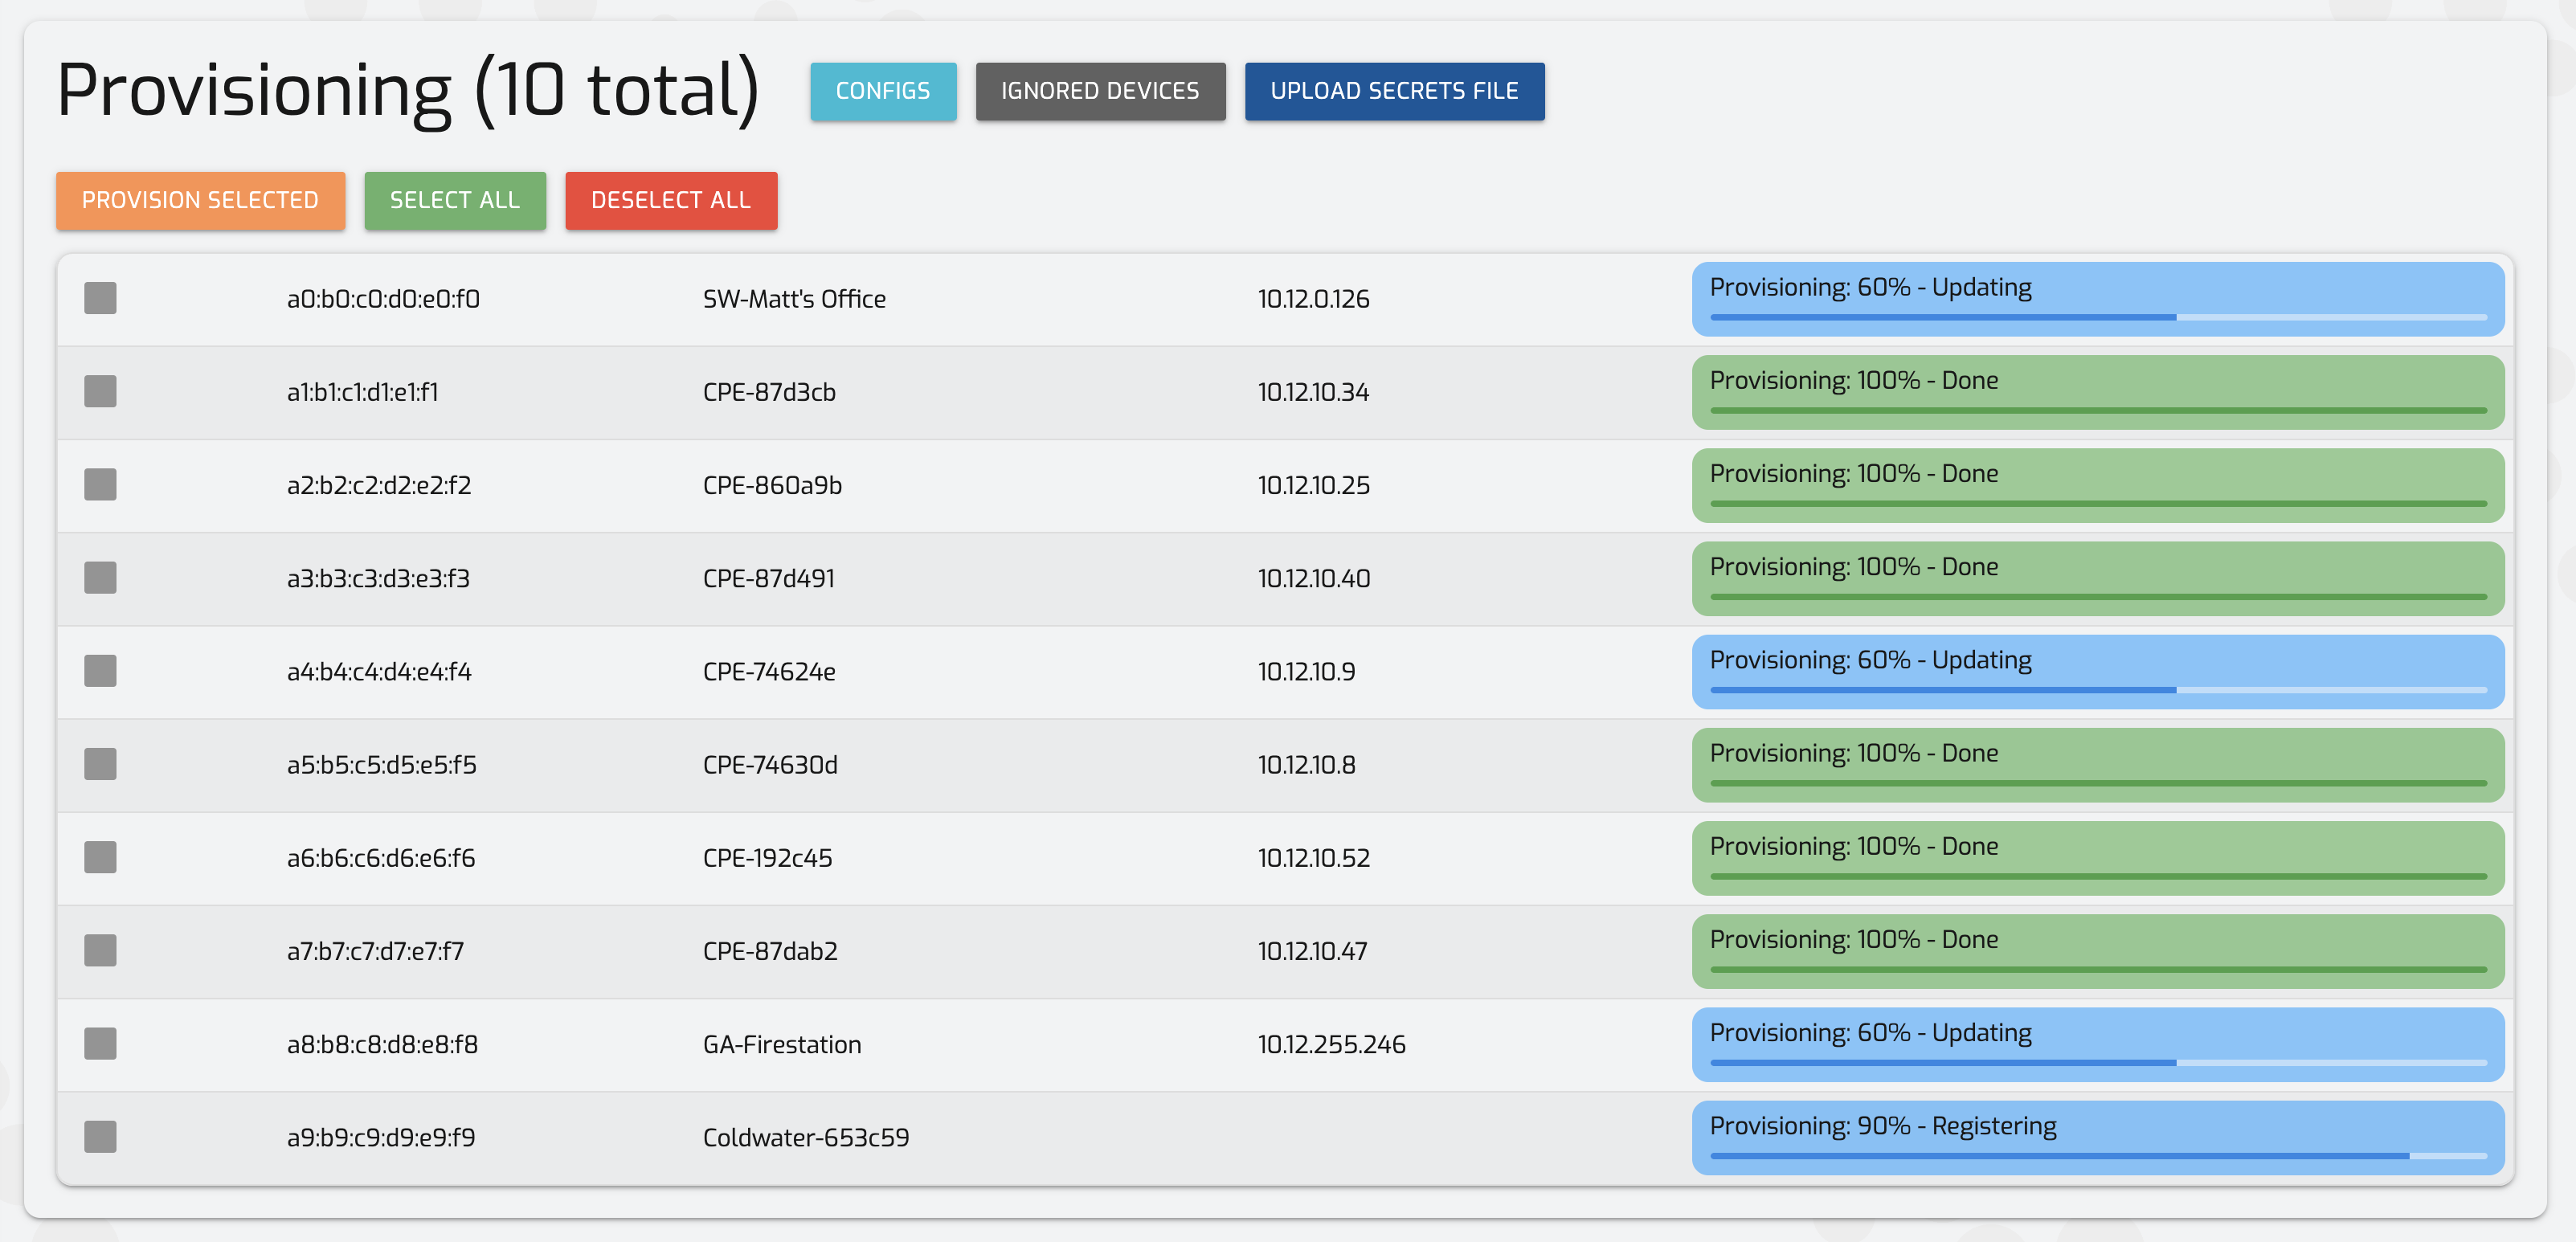 Provisioning (10 total) CONFIGS IGNORED DEVICES UPLOAD SECRETS FILE
PROVISION SELECTED SELECT ALL DESELECT ALL
a0:b0:c0:d0:e0:f0 SW-Matt's Office 10.12.0.126 Provisioning: 60% - Updating
a1:b1:c1:d1:e1:f1 CPE-87d3cb 10.12.10.34 Provisioning: 100% - Done
a2:b2:c2:d2:e2:f2 CPE-860a9b 10.12.10.25 Provisioning: 100% - Done
a3:b3:c3:d3:e3:f3 CPE-87d491 10.12.10.40 Provisioning: 100% - Done
a4:b4:c4:d4:e4:f4 CPE-74624e 10.12.10.9 Provisioning: 60% - Updating
a5:b5:c5:d5:e5:f5 CPE-74630d 10.12.10.8 Provisioning: 100% - Done
a6:b6:c6:d6:e6:f6 CPE-192c45 10.12.10.52 Provisioning: 100% - Done
a7:b7:c7:d7:e7:f7 CPE-87dab2 10.12.10.47 Provisioning: 100% - Done
a8:b8:c8:d8:e8:f8 GA-Firestation 10.12.255.246 Provisioning: 60% - Updating
a9:b9:c9:d9:e9:f9 Coldwater-653c59 Provisioning: 90% - Registering